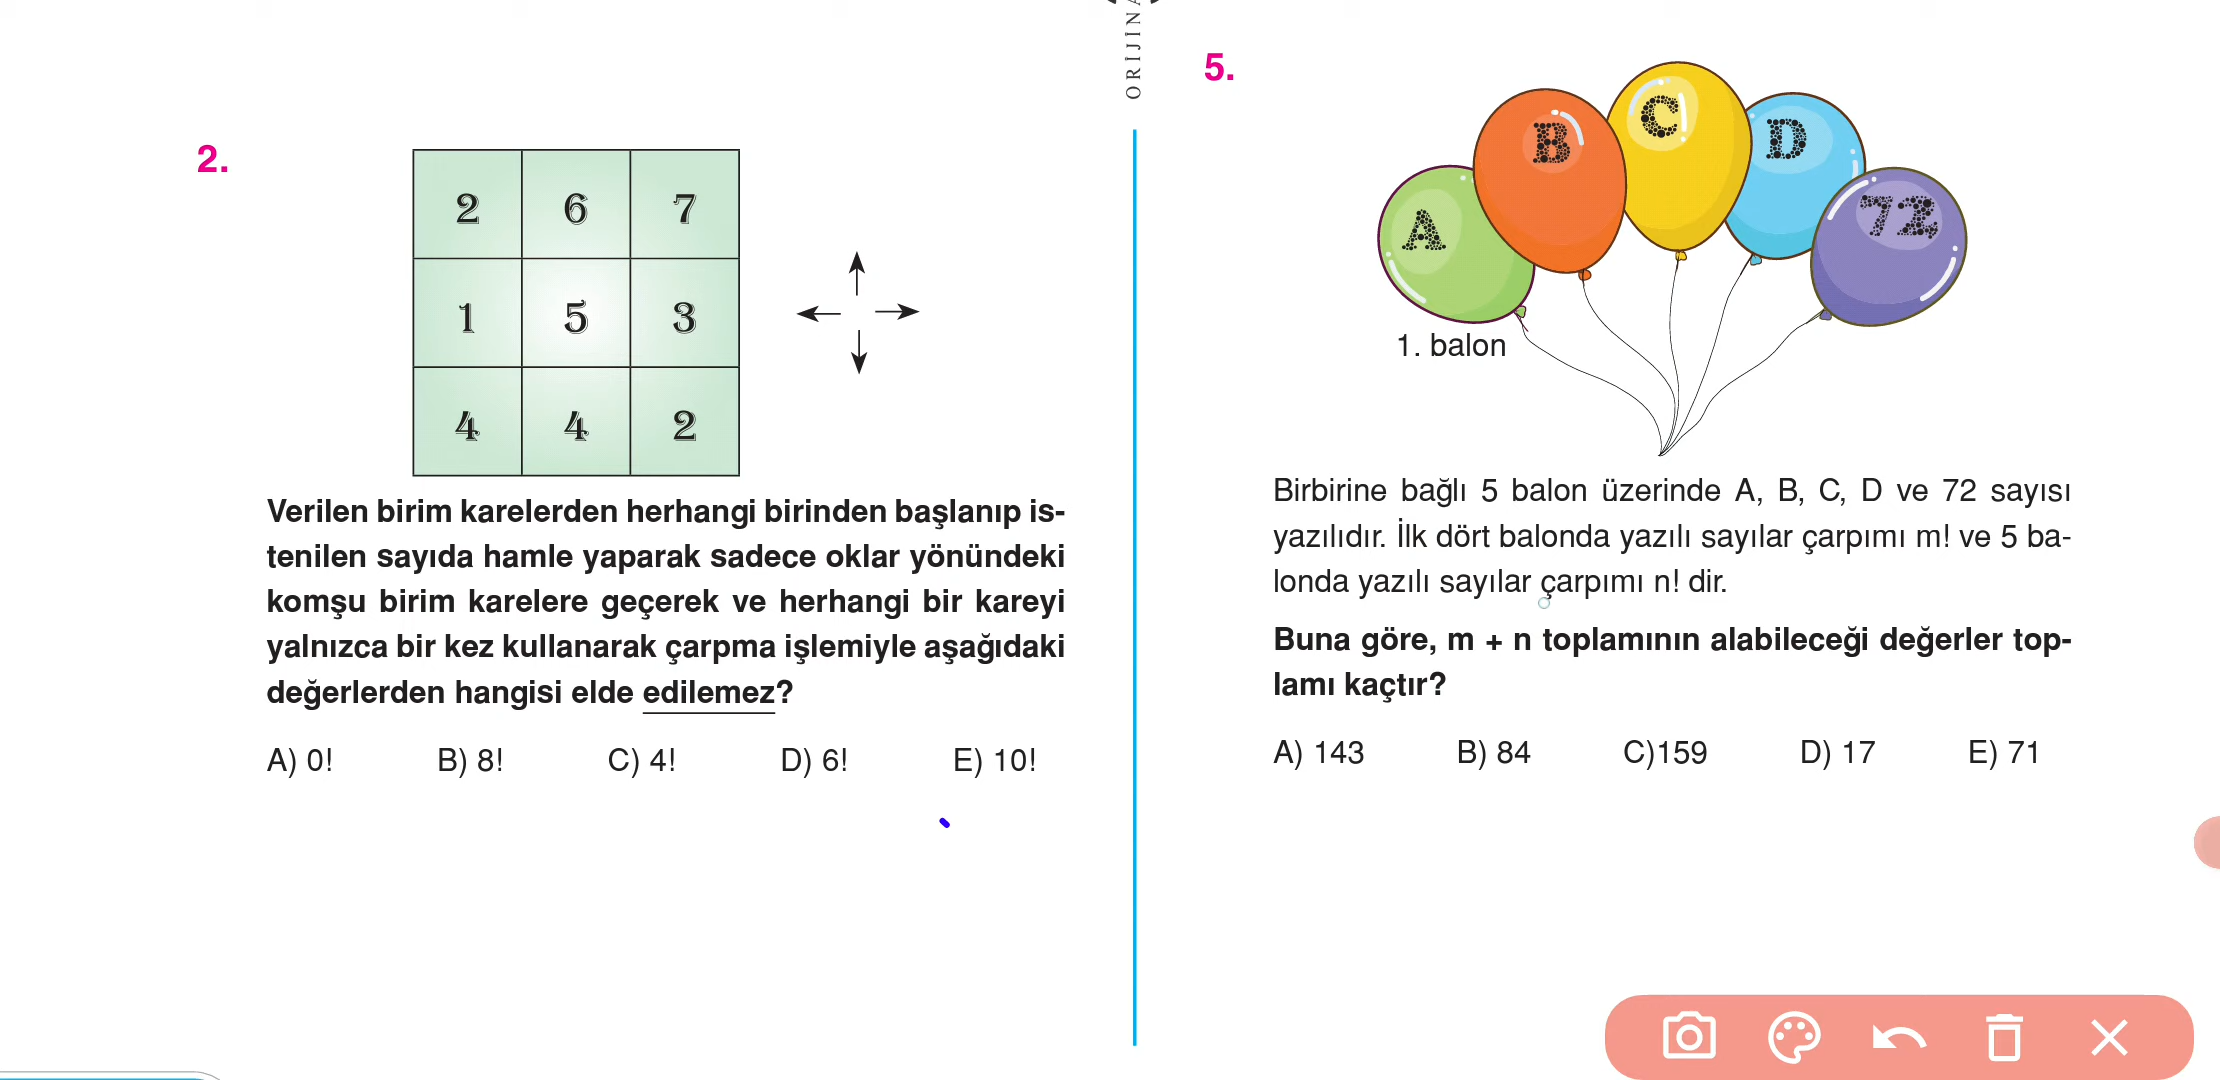 ORİJİNA
2.
2 6 7
1 5 3
4 4 2
Verilen birim karelerden herhangi birinden başlanıp is-
tenilen sayıda hamle yaparak sadece oklar yönündeki
komşu birim karelere geçerek ve herhangi bir kareyi
yalnızca bir kez kullanarak çarpma işlemiyle aşağıdaki
değerlerden hangisi elde edilemez?
A) 0! B) 8! C) 4! D) 6! E) 10!
5.
A B C D 72
1. balon
Birbirine bağlı 5 balon üzerinde A, B, C, D ve 72 sayısı
yazılıdır. İlk dört balonda yazılı sayılar çarpımı m! ve 5 ba-
londa yazılı sayılar çarpımı n! dir.
Buna göre, m + n toplamının alabileceği değerler top-
lamı kaçtır?
A) 143 B) 84 C)159 D) 17 E) 71